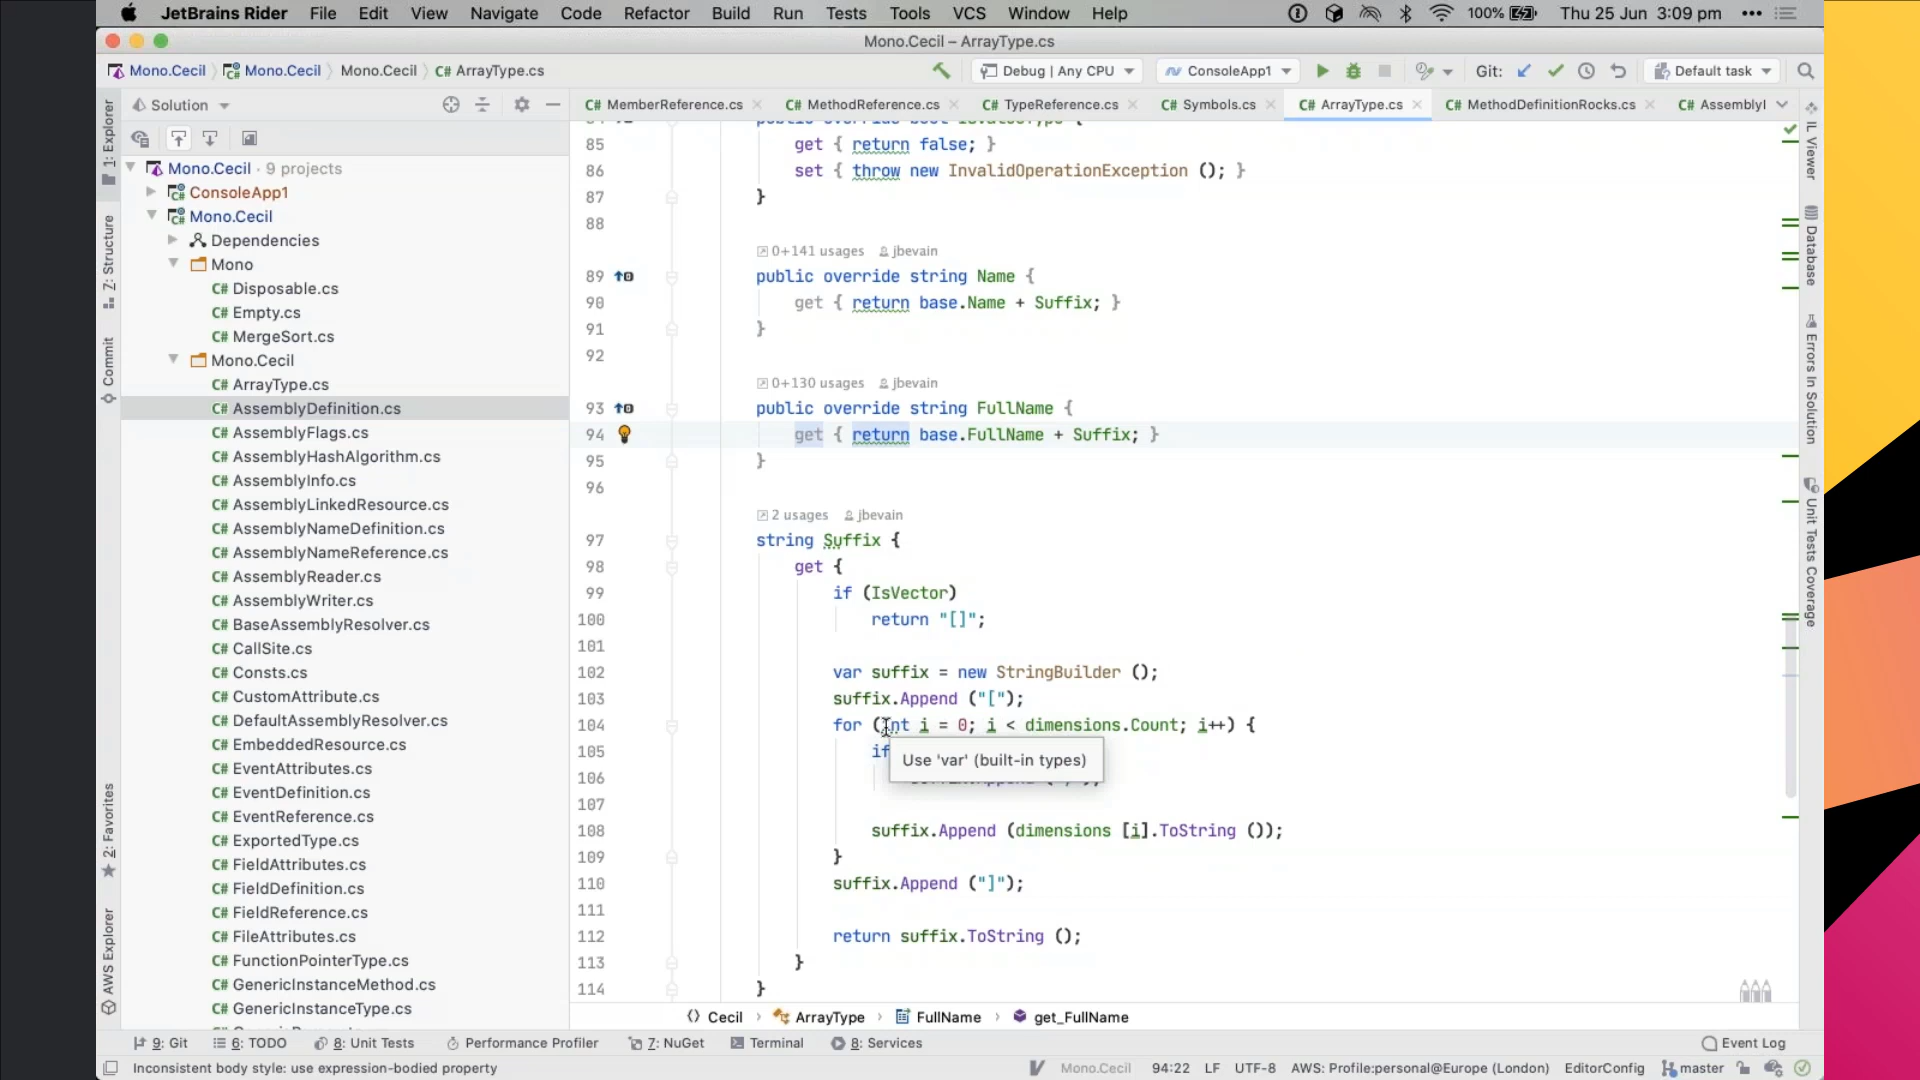 JetBrains Rider File Edit View Navigate Code Refactor Build Run Tests Tools VCS Window Help 100% Thu 25 Jun 3:09 pm
Mono.Cecil – ArrayType.cs
Mono.Cecil Mono.Cecil Mono.Cecil C# ArrayType.cs Debug | Any CPU ConsoleApp1 Git: Default task
Solution
C# MemberReference.cs C# MethodReference.cs C# TypeReference.cs C# Symbols.cs C# ArrayType.cs C# MethodDefinitionRocks.cs C# AssemblyI
1: Explorer
Z: Structure
Commit
2: Favorites
AWS Explorer
Mono.Cecil · 9 projects
ConsoleApp1
Mono.Cecil
Dependencies
Mono
C# Disposable.cs
C# Empty.cs
C# MergeSort.cs
Mono.Cecil
C# ArrayType.cs
C# AssemblyDefinition.cs
C# AssemblyFlags.cs
C# AssemblyHashAlgorithm.cs
C# AssemblyInfo.cs
C# AssemblyLinkedResource.cs
C# AssemblyNameDefinition.cs
C# AssemblyNameReference.cs
C# AssemblyReader.cs
C# AssemblyWriter.cs
C# BaseAssemblyResolver.cs
C# CallSite.cs
C# Consts.cs
C# CustomAttribute.cs
C# DefaultAssemblyResolver.cs
C# EmbeddedResource.cs
C# EventAttributes.cs
C# EventDefinition.cs
C# EventReference.cs
C# ExportedType.cs
C# FieldAttributes.cs
C# FieldDefinition.cs
C# FieldReference.cs
C# FileAttributes.cs
C# FunctionPointerType.cs
C# GenericInstanceMethod.cs
C# GenericInstanceType.cs
85 get { return false; }
86 set { throw new InvalidOperationException (); }
87 }
88
0+141 usages jbevain
89 public override string Name {
90 get { return base.Name + Suffix; }
91 }
92
0+130 usages jbevain
93 public override string FullName {
94 get { return base.FullName + Suffix; }
95 }
96
2 usages jbevain
97 string Suffix {
98 get {
99 if (IsVector)
100 return "[]";
101
102 var suffix = new StringBuilder ();
103 suffix.Append ("[");
104 for (int i = 0; i < dimensions.Count; i++) {
105 if
Use 'var' (built-in types)
106
107
108 suffix.Append (dimensions [i].ToString ());
109 }
110 suffix.Append ("]");
111
112 return suffix.ToString ();
113 }
114 }
IL Viewer
Database
Errors In Solution
Unit Tests Coverage
Cecil ArrayType FullName get_FullName
9: Git 6: TODO 8: Unit Tests Performance Profiler 7: NuGet Terminal 8: Services Event Log
Inconsistent body style: use expression-bodied property Mono.Cecil 94:22 LF UTF-8 AWS: Profile:personal@Europe (London) EditorConfig master